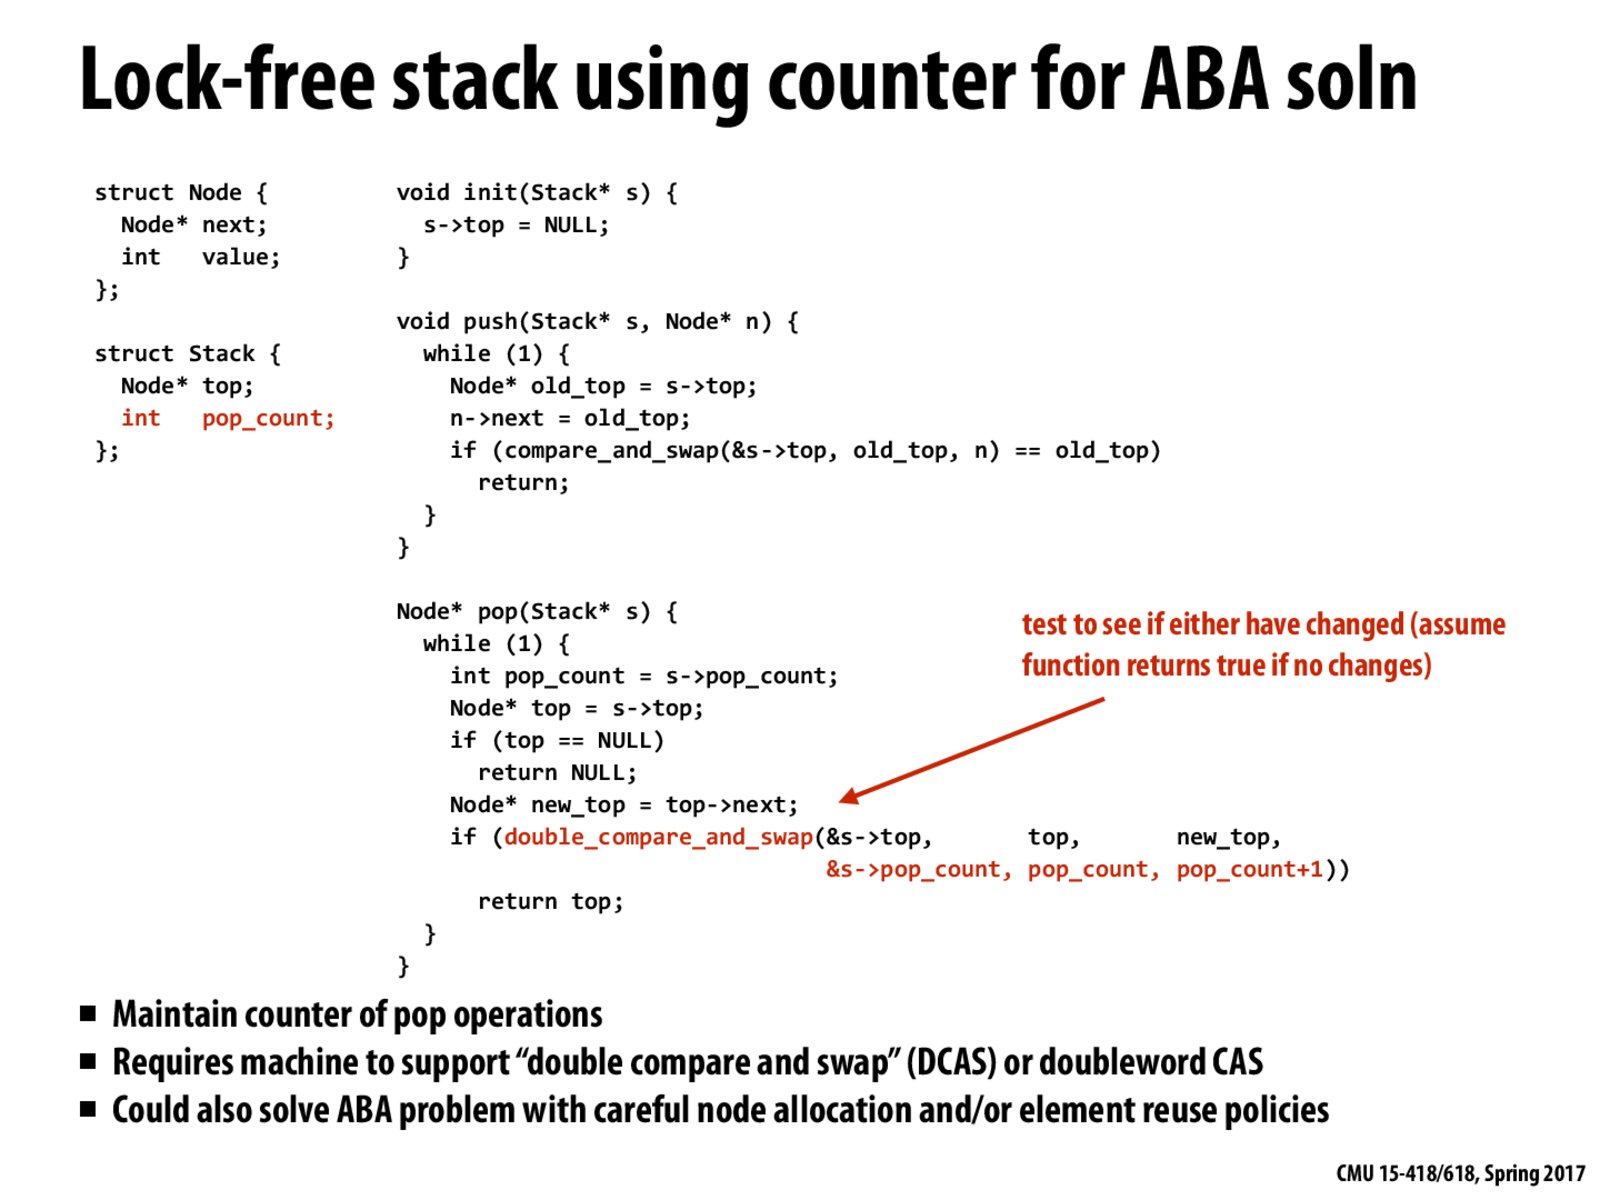 Lock-free stack using counter for ABA soln
struct Node {
  Node* next;
  int   value;
};
struct Stack {
  Node* top;
  int   pop_count;
};
void init(Stack* s) {
  s->top = NULL;
}
void push(Stack* s, Node* n) {
  while (1) {
    Node* old_top = s->top;
    n->next = old_top;
    if (compare_and_swap(&s->top, old_top, n) == old_top)
      return;
  }
}
Node* pop(Stack* s) {
  while (1) {
    int pop_count = s->pop_count;
    Node* top = s->top;
    if (top == NULL)
      return NULL;
    Node* new_top = top->next;
    if (double_compare_and_swap(&s->top,       top,       new_top,
                                &s->pop_count, pop_count, pop_count+1))
      return top;
  }
}
test to see if either have changed (assume
function returns true if no changes)
■ Maintain counter of pop operations
■ Requires machine to support “double compare and swap” (DCAS) or doubleword CAS
■ Could also solve ABA problem with careful node allocation and/or element reuse policies
CMU 15-418/618, Spring 2017